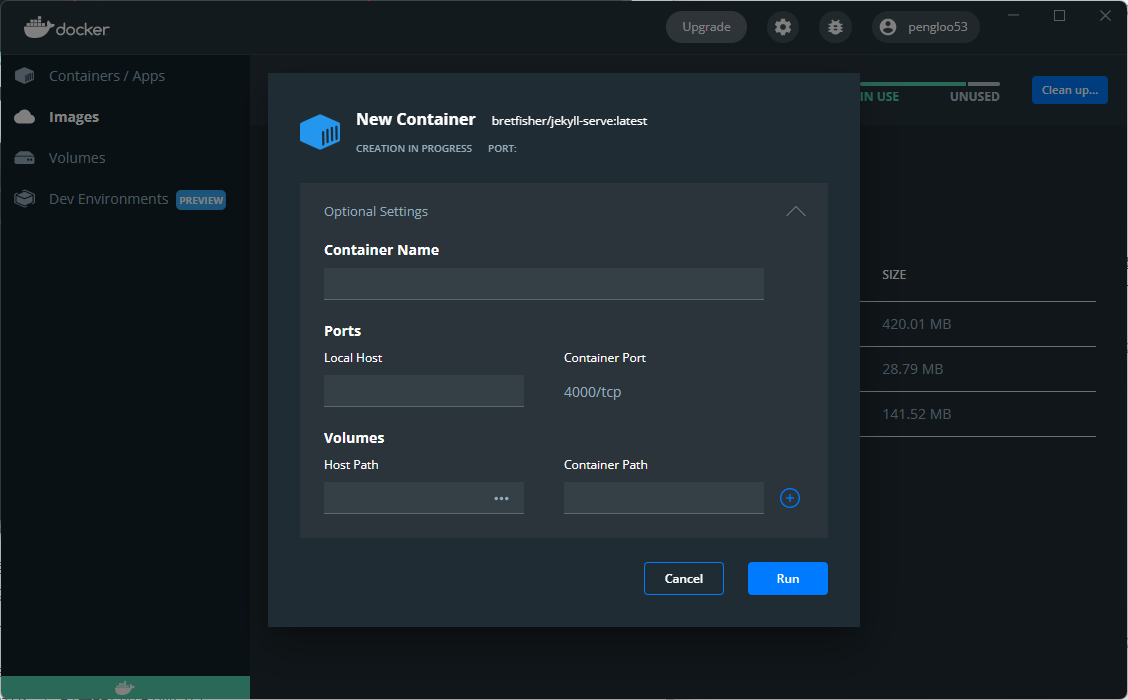 docker
Upgrade
pengloo53
Containers / Apps
Images
Volumes
Dev Environments PREVIEW
IN USE
UNUSED
Clean up...
New Container bretfisher/jekyll-serve:latest
CREATION IN PROGRESS PORT:
Optional Settings
Container Name
Ports
Local Host Container Port
4000/tcp
Volumes
Host Path Container Path
Cancel Run
SIZE
420.01 MB
28.79 MB
141.52 MB